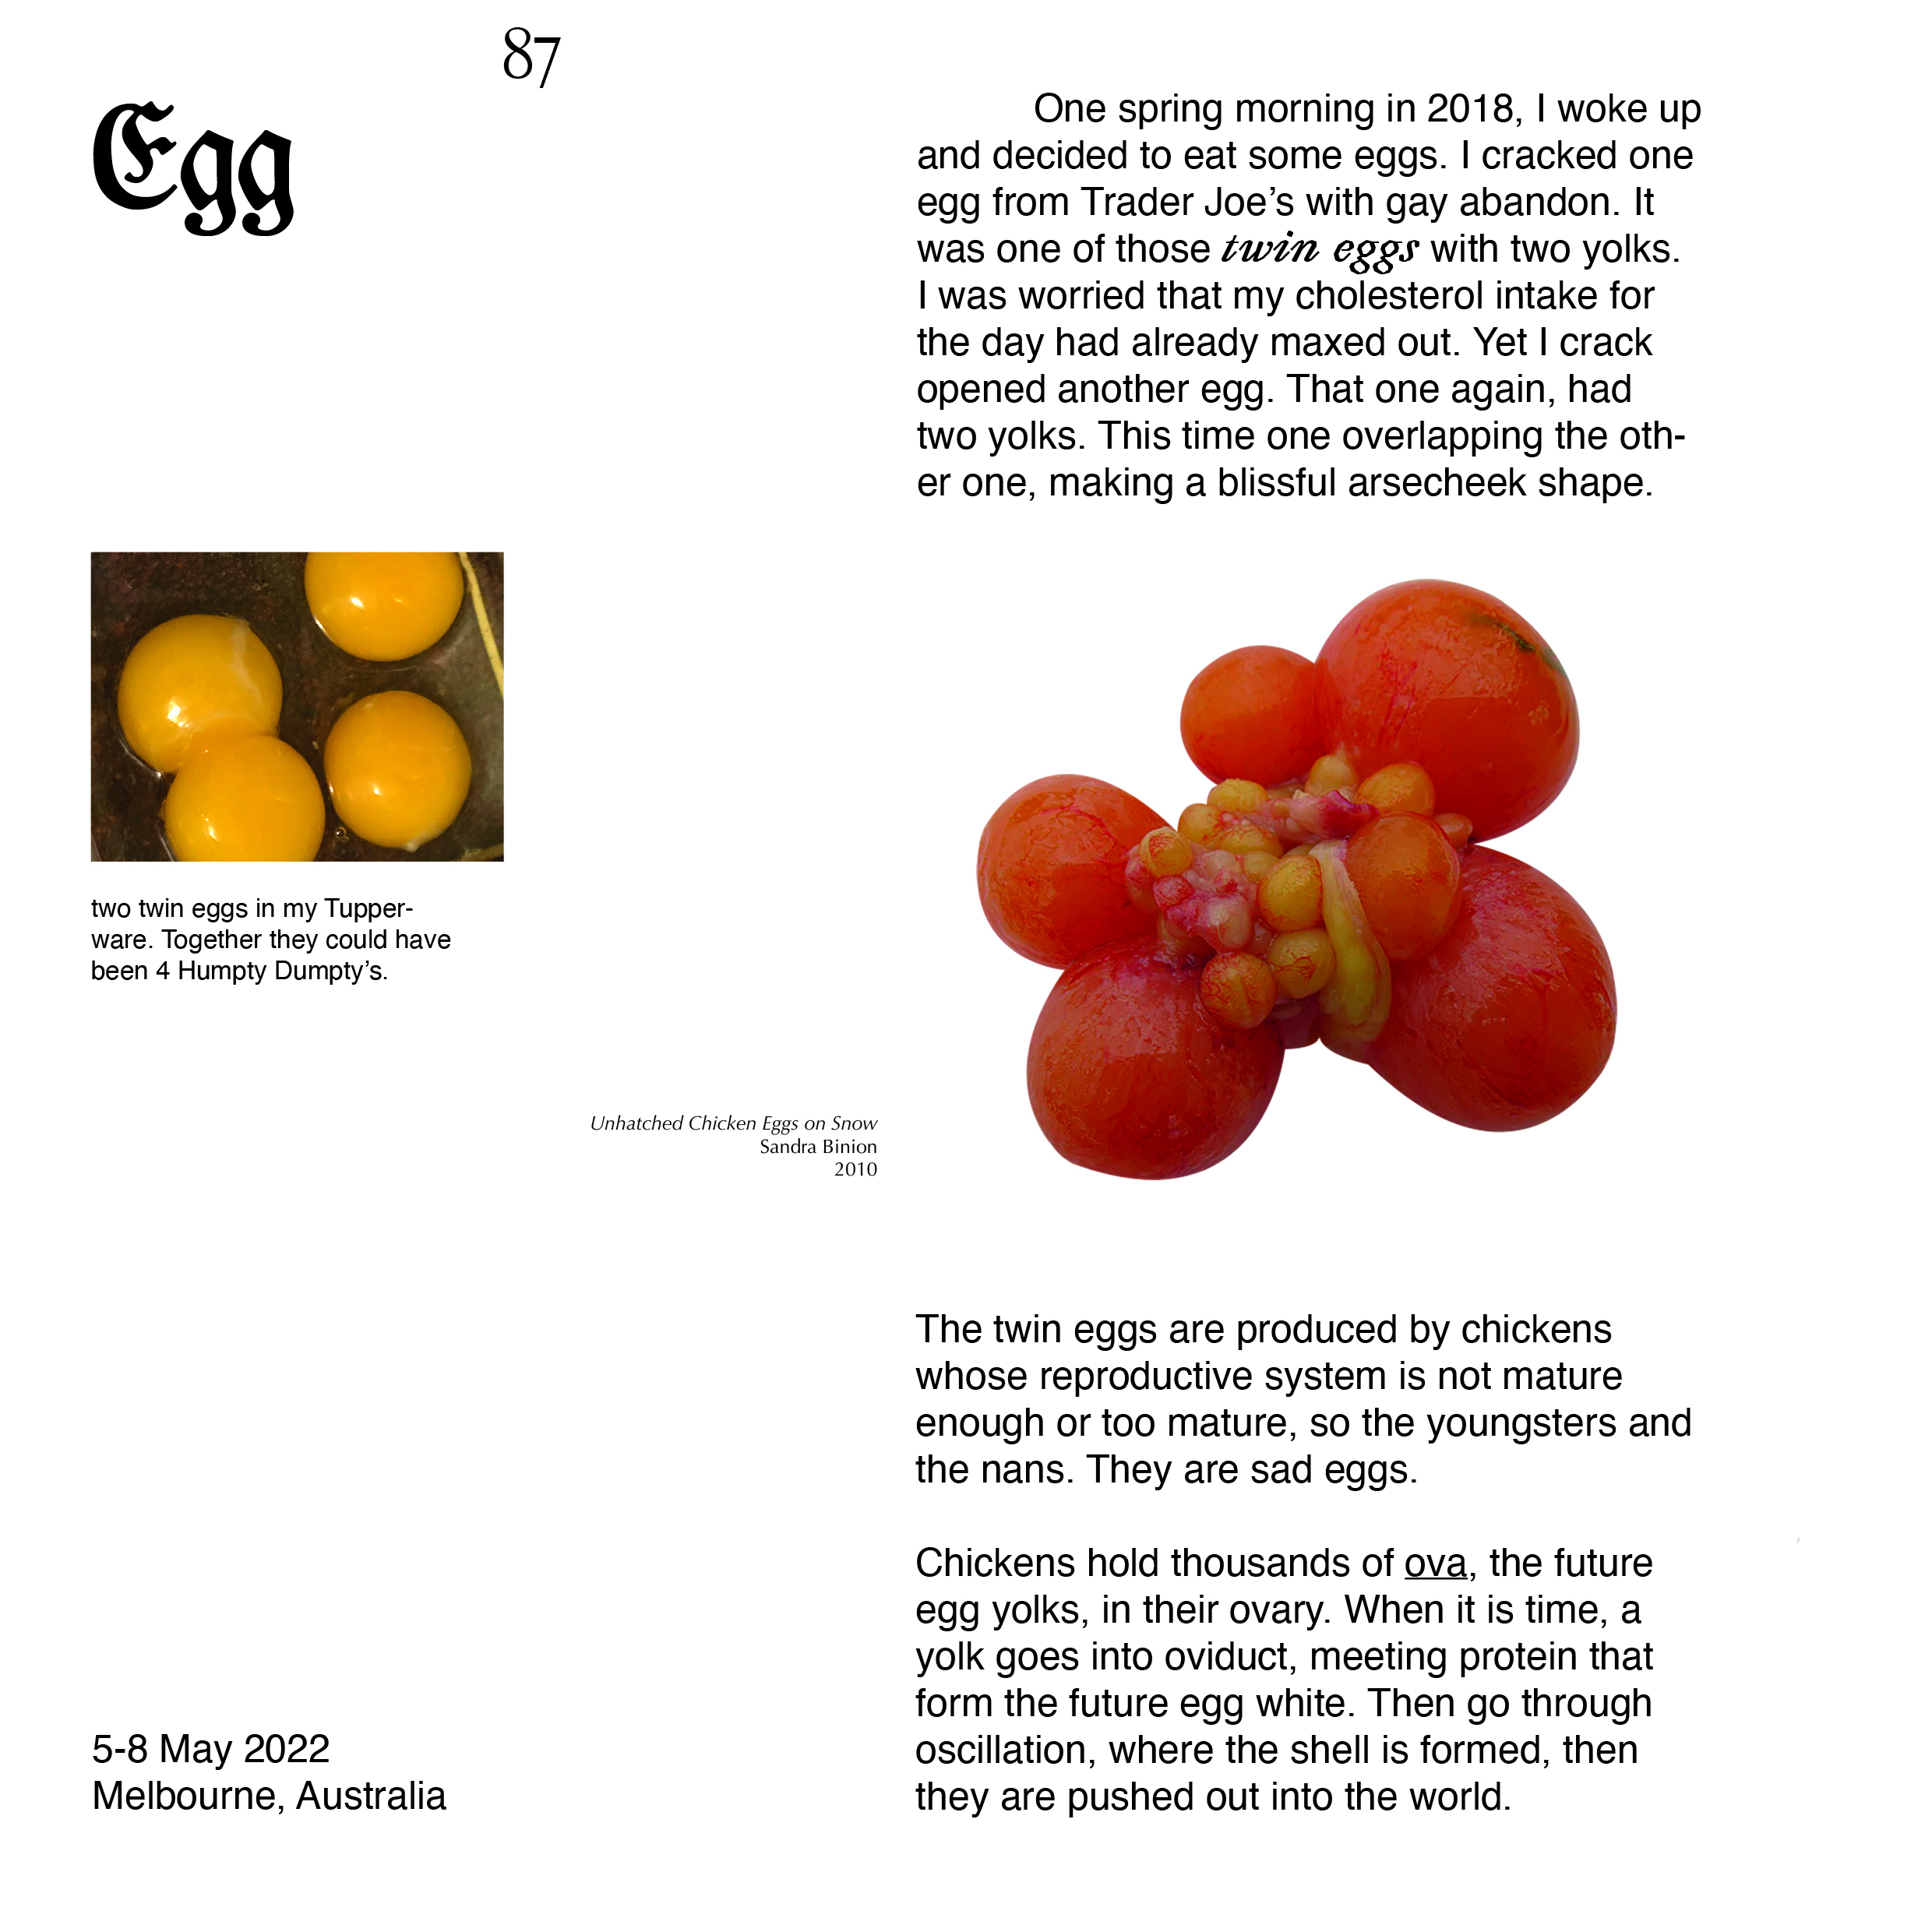 87
Egg
One spring morning in 2018, I woke up
and decided to eat some eggs. I cracked one
egg from Trader Joe’s with gay abandon. It
was one of those twin eggs with two yolks.
I was worried that my cholesterol intake for
the day had already maxed out. Yet I crack
opened another egg. That one again, had
two yolks. This time one overlapping the oth-
er one, making a blissful arsecheek shape.
two twin eggs in my Tupper-
ware. Together they could have
been 4 Humpty Dumpty’s.
Unhatched Chicken Eggs on Snow
Sandra Binion
2010
The twin eggs are produced by chickens
whose reproductive system is not mature
enough or too mature, so the youngsters and
the nans. They are sad eggs.
Chickens hold thousands of ova, the future
egg yolks, in their ovary. When it is time, a
yolk goes into oviduct, meeting protein that
form the future egg white. Then go through
oscillation, where the shell is formed, then
they are pushed out into the world.
5-8 May 2022
Melbourne, Australia